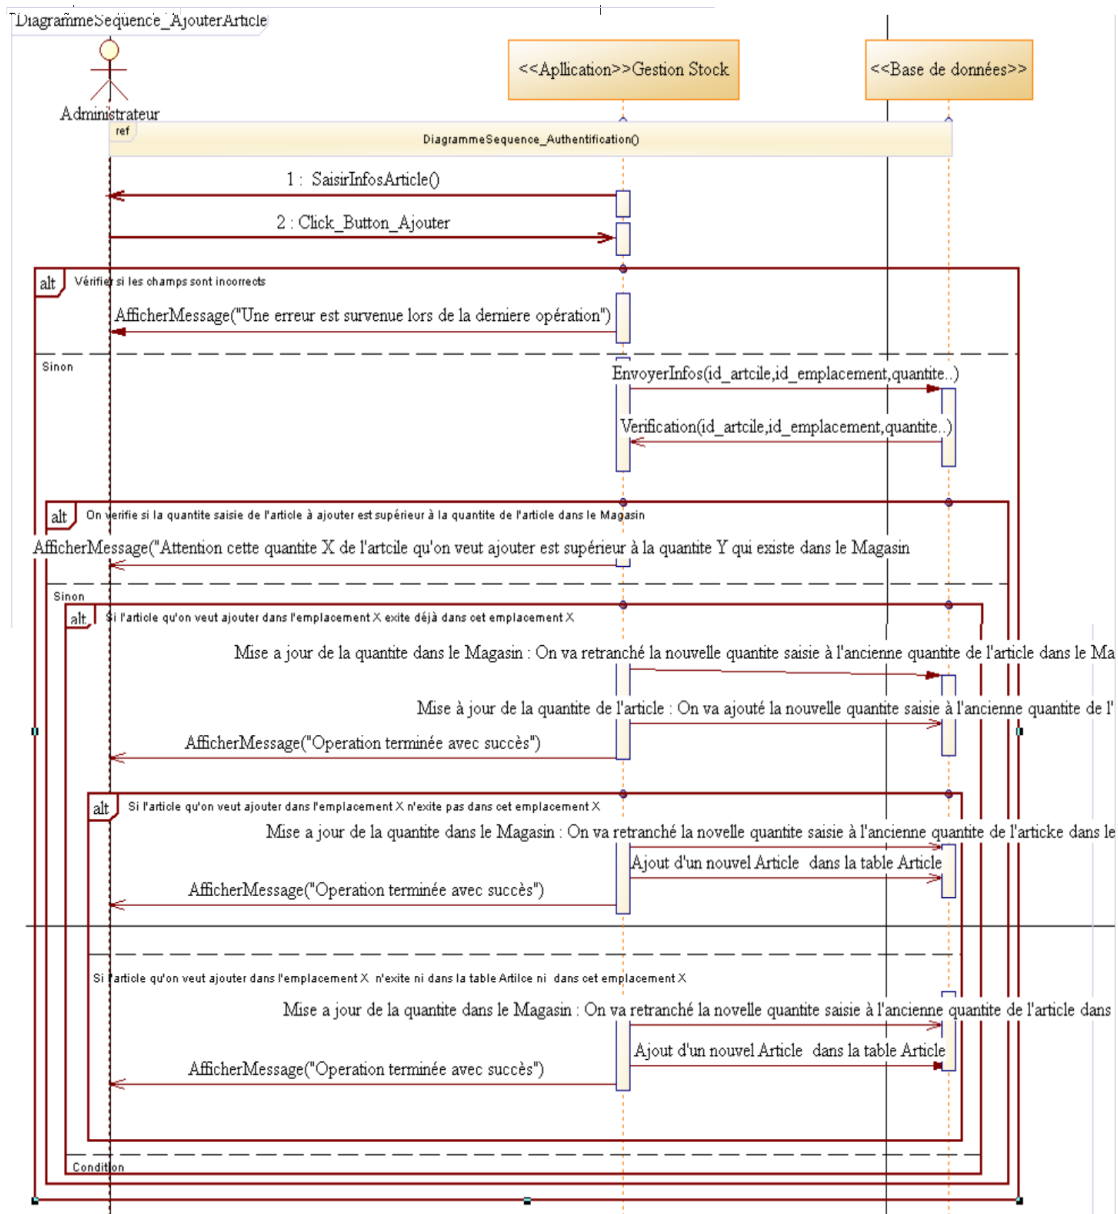 DiagrammeSequence_AjouterArticle
<<Apllication>>Gestion Stock
<<Base de données>>
Administrateur
ref
DiagrammeSequence_Authentification()
1 : SaisirInfosArticle()
2 : Click_Button_Ajouter
alt
Vérifier si les champs sont incorrects
AfficherMessage("Une erreur est survenue lors de la derniere opération")
Sinon
EnvoyerInfos(id_artcile,id_emplacement,quantite..)
Verification(id_artcile,id_emplacement,quantite..)
alt
On verifie si la quantite saisie de l'article à ajouter est supérieur à la quantite de l'article dans le Magasin
AfficherMessage("Attention cette quantite X de l'artcile qu'on veut ajouter est supérieur à la quantite Y qui existe dans le Magasin
Sinon
alt
Si l'article qu'on veut ajouter dans l'emplacement X exite déjà dans cet emplacement X
Mise a jour de la quantite dans le Magasin : On va retranché la nouvelle quantite saisie à l'ancienne quantite de l'article dans le Ma
Mise à jour de la quantite de l'article : On va ajouté la nouvelle quantite saisie à l'ancienne quantite de l'
AfficherMessage("Operation terminée avec succès")
alt
Si l'article qu'on veut ajouter dans l'emplacement X n'exite pas dans cet emplacement X
Mise a jour de la quantite dans le Magasin : On va retranché la novelle quantite saisie à l'ancienne quantite de l'articke dans le
Ajout d'un nouvel Article dans la table Article
AfficherMessage("Operation terminée avec succès")
Si l'article qu'on veut ajouter dans l'emplacement X n'exite ni dans la table Artilce ni dans cet emplacement X
Mise a jour de la quantite dans le Magasin : On va retranché la novelle quantite saisie à l'ancienne quantite de l'article dans
Ajout d'un nouvel Article dans la table Article
AfficherMessage("Operation terminée avec succès")
Condition